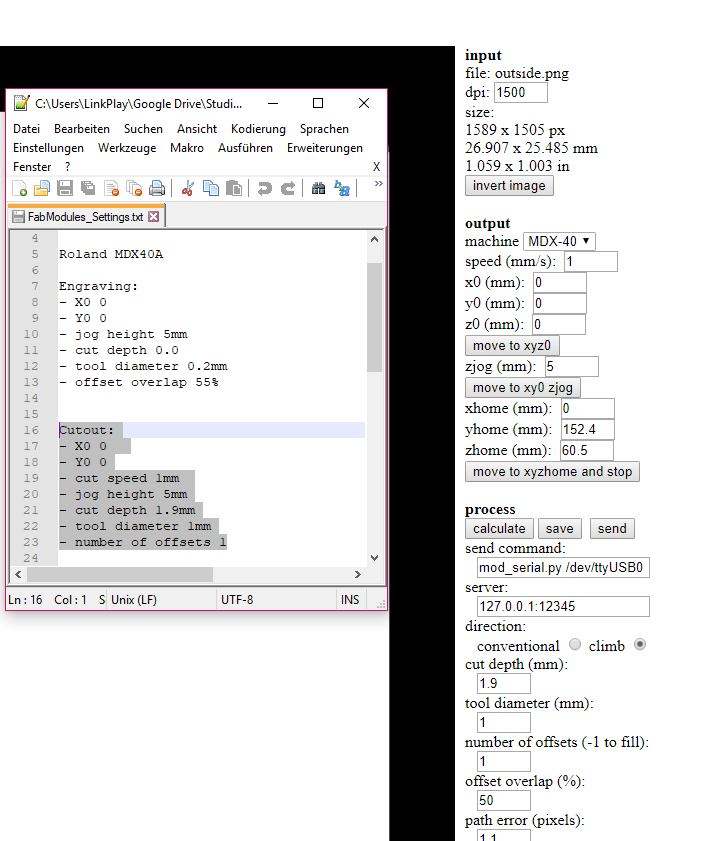 C:\Users\LinkPlay\Google Drive\Studi...
Datei Bearbeiten Suchen Ansicht Kodierung Sprachen
Einstellungen Werkzeuge Makro Ausführen Erweiterungen
Fenster ? X
FabModules_Settings.txt
4
5 Roland MDX40A
6
7 Engraving:
8 - X0 0
9 - Y0 0
10 - jog height 5mm
11 - cut depth 0.0
12 - tool diameter 0.2mm
13 - offset overlap 55%
14
15
16 Cutout:
17 - X0 0
18 - Y0 0
19 - cut speed 1mm
20 - jog height 5mm
21 - cut depth 1.9mm
22 - tool diameter 1mm
23 - number of offsets 1
24
Ln : 16 Col : 1 S Unix (LF) UTF-8 INS
input
file: outside.png
dpi: 1500
size:
1589 x 1505 px
26.907 x 25.485 mm
1.059 x 1.003 in
invert image
output
machine MDX-40
speed (mm/s): 1
x0 (mm): 0
y0 (mm): 0
z0 (mm): 0
move to xyz0
zjog (mm): 5
move to xy0 zjog
xhome (mm): 0
yhome (mm): 152.4
zhome (mm): 60.5
move to xyzhome and stop
process
calculate save send
send command:
mod_serial.py /dev/ttyUSB0
server:
127.0.0.1:12345
direction:
conventional climb
cut depth (mm):
1.9
tool diameter (mm):
1
number of offsets (-1 to fill):
1
offset overlap (%):
50
path error (pixels):
1.1